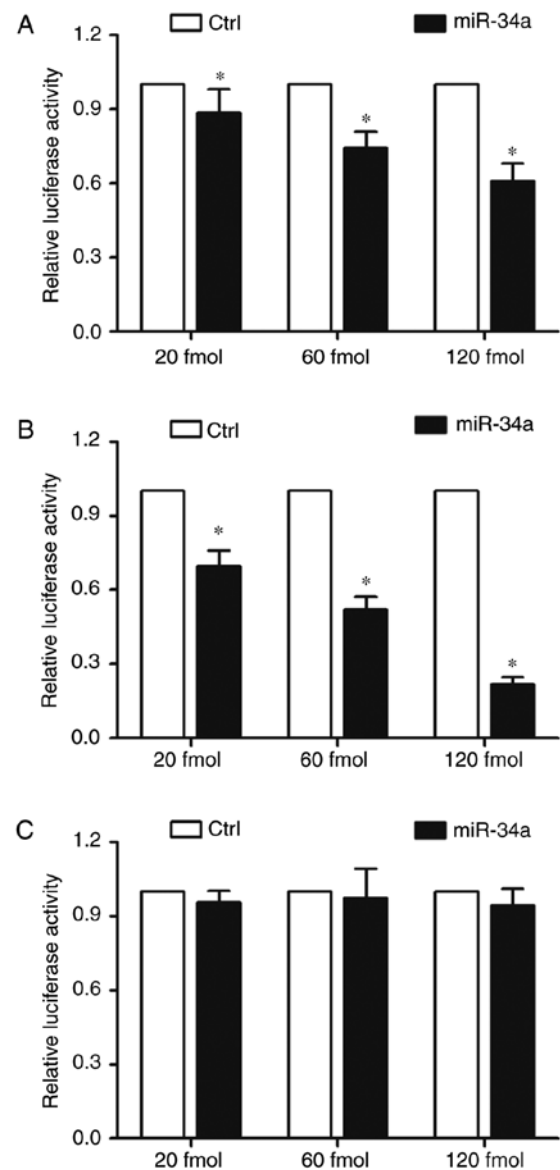 A
Ctrl
miR-34a
Relative luciferase activity
1.2
0.9
0.6
0.3
0.0
*
*
*
20 fmol
60 fmol
120 fmol
B
Ctrl
miR-34a
Relative luciferase activity
1.2
0.9
0.6
0.3
0.0
*
*
*
20 fmol
60 fmol
120 fmol
C
Ctrl
miR-34a
Relative luciferase activity
1.2
0.9
0.6
0.3
0.0
20 fmol
60 fmol
120 fmol